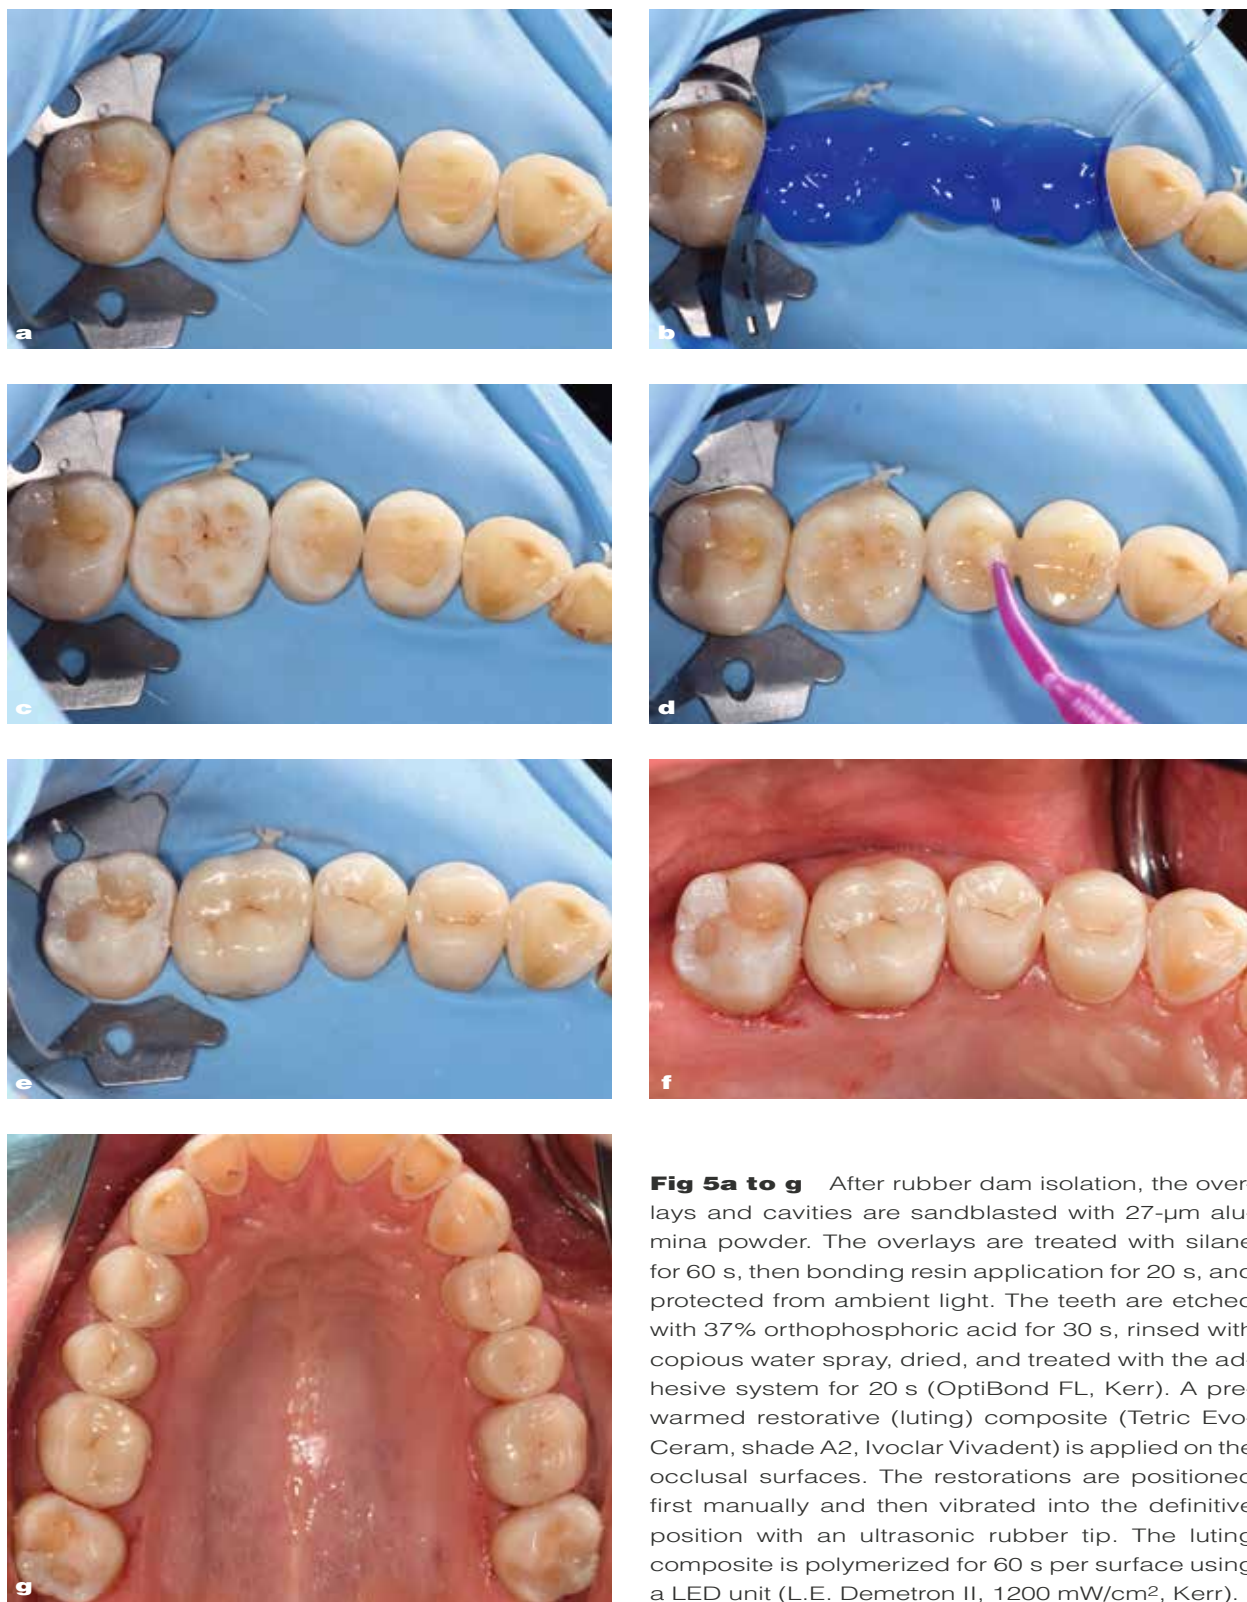 a
b
c
d
e
f
g
Fig 5a to g After rubber dam isolation, the over-
lays and cavities are sandblasted with 27-µm alu-
mina powder. The overlays are treated with silane
for 60 s, then bonding resin application for 20 s, and
protected from ambient light. The teeth are etched
with 37% orthophosphoric acid for 30 s, rinsed with
copious water spray, dried, and treated with the ad-
hesive system for 20 s (OptiBond FL, Kerr). A pre-
warmed restorative (luting) composite (Tetric Evo-
Ceram, shade A2, Ivoclar Vivadent) is applied on the
occlusal surfaces. The restorations are positioned
first manually and then vibrated into the definitive
position with an ultrasonic rubber tip. The luting
composite is polymerized for 60 s per surface using
a LED unit (L.E. Demetron II, 1200 mW/cm², Kerr).